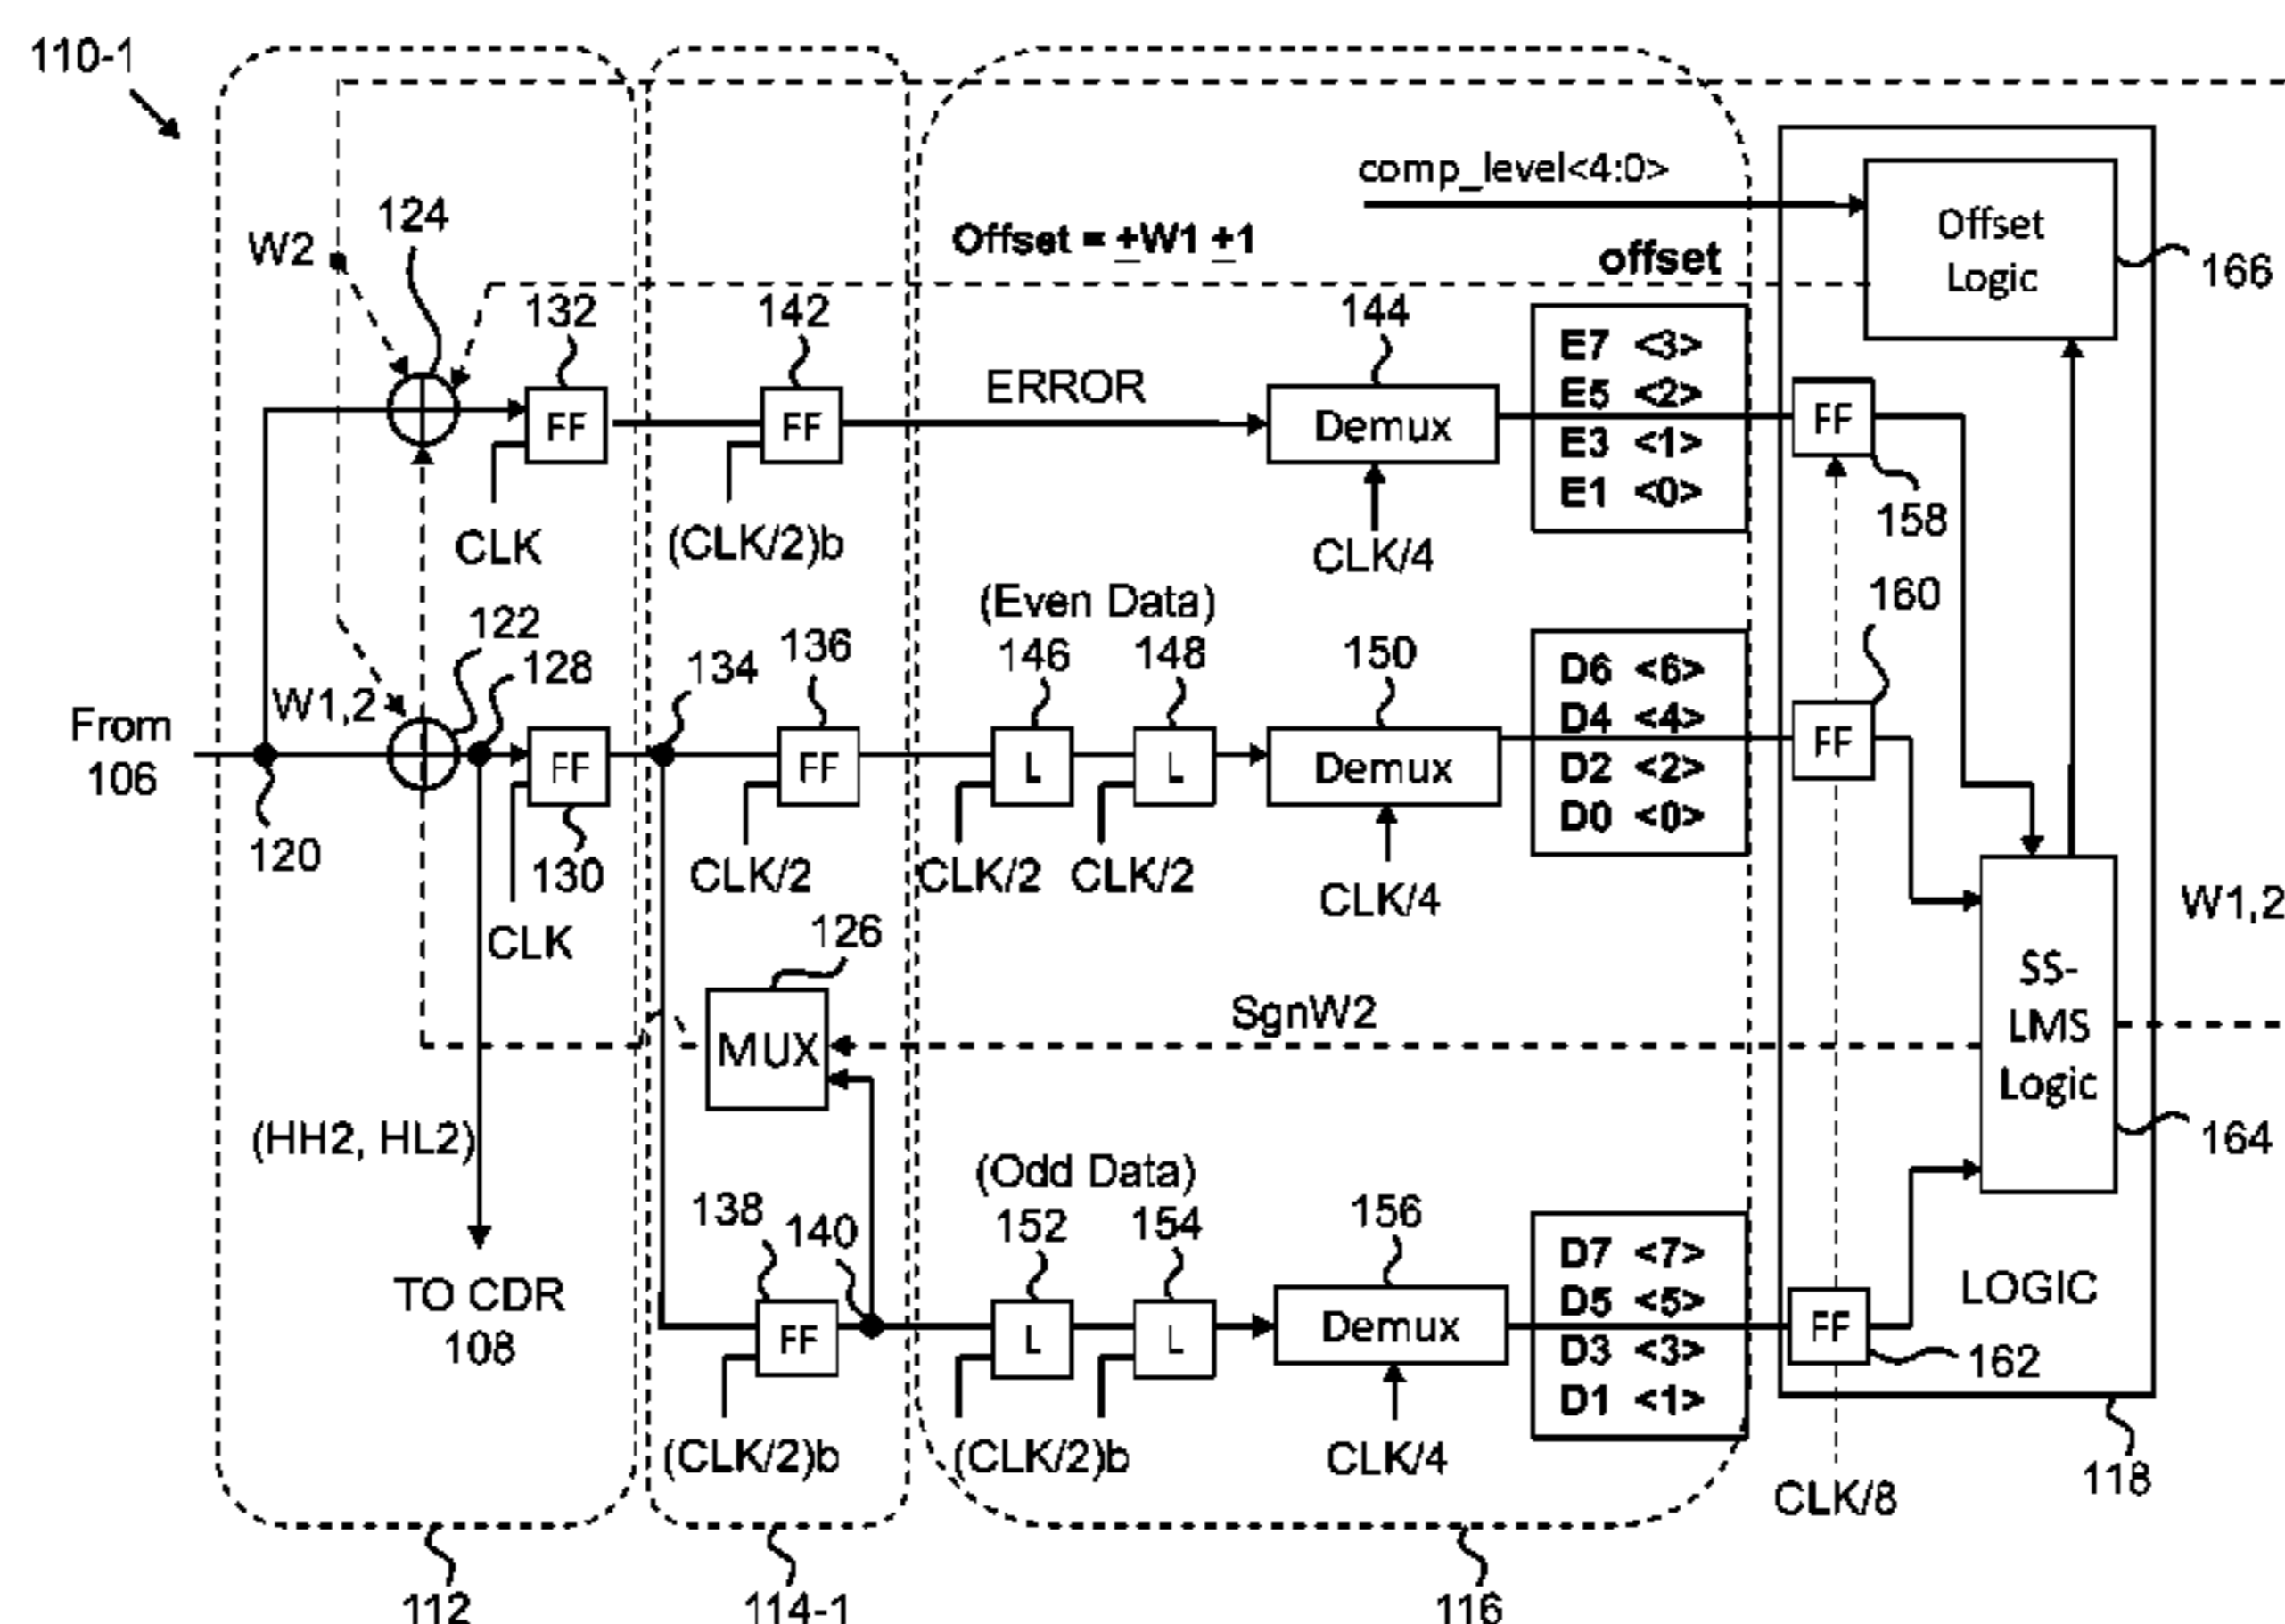 110-1
comp_level<4:0>
Offset Logic
166
124
W2
Offset = ±W1 ±1
offset
132
142
144
E7 <3>
E5 <2>
E3 <1>
E1 <0>
FF
FF
ERROR
Demux
FF
158
CLK
(CLK/2)b
CLK/4
(Even Data)
160
122
128
134
136
146
148
150
D6 <6>
D4 <4>
D2 <2>
D0 <0>
W1,2
From 106
FF
FF
L
L
Demux
FF
120
130
CLK
CLK/2
CLK/2
CLK/2
CLK/4
W1,2
126
MUX
SgnW2
SS-LMS Logic
164
(HH2, HL2)
(Odd Data)
138
140
152
154
156
D7 <7>
D5 <5>
D3 <3>
D1 <1>
LOGIC
TO CDR 108
FF
L
L
Demux
FF
162
(CLK/2)b
(CLK/2)b
CLK/4
CLK/8
118
112
114-1
116